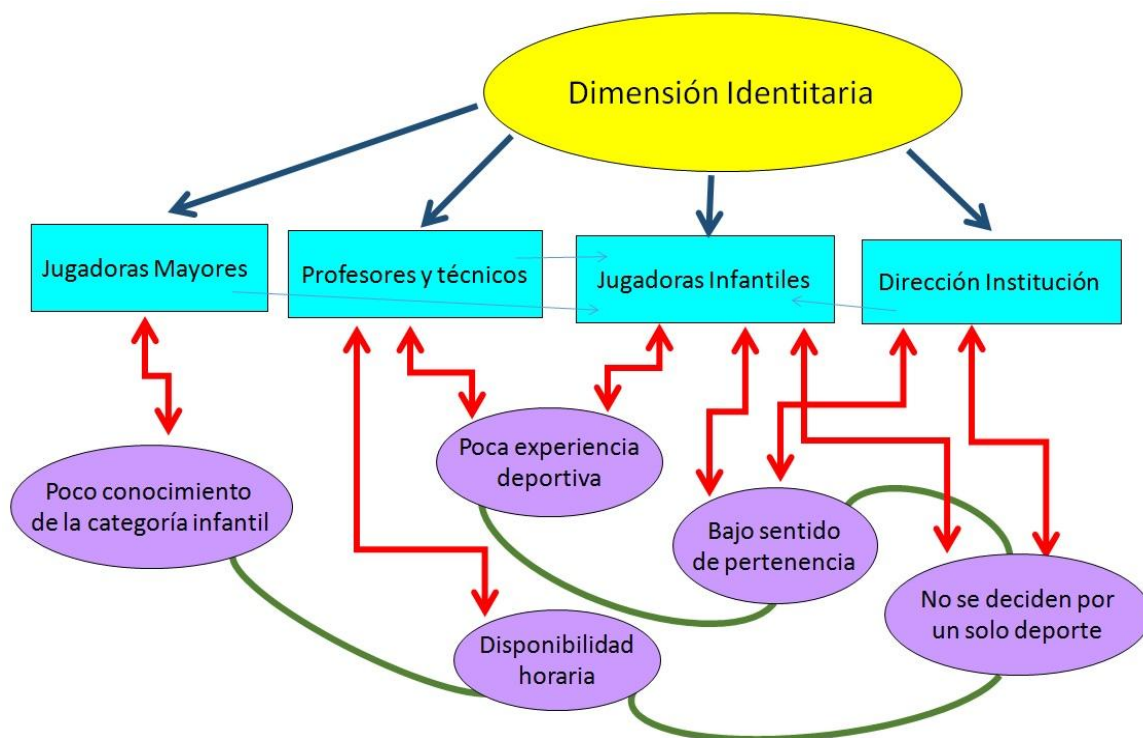 Dimensión Identitaria
Jugadoras Mayores
Profesores y técnicos
Jugadoras Infantiles
Dirección Institución
Poca experiencia
deportiva
Poco conocimiento
de la categoría infantil
Bajo sentido
de pertenencia
No se deciden por
un solo deporte
Disponibilidad
horaria